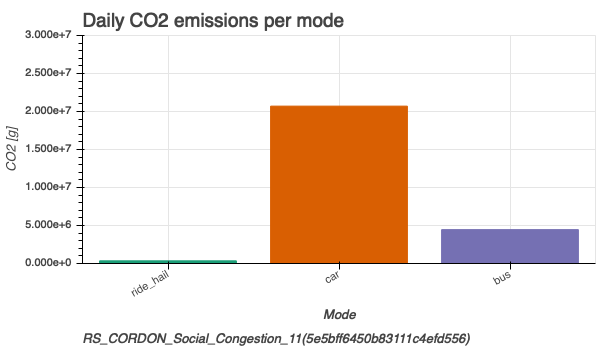 Daily CO2 emissions per mode
3.000e+7
2.500e+7
2.000e+7
1.500e+7
1.000e+7
5.000e+6
0.000e+0
CO2 [g]
ride_hail
car
bus
Mode
RS_CORDON_Social_Congestion_11(5e5bff6450b83111c4efd556)